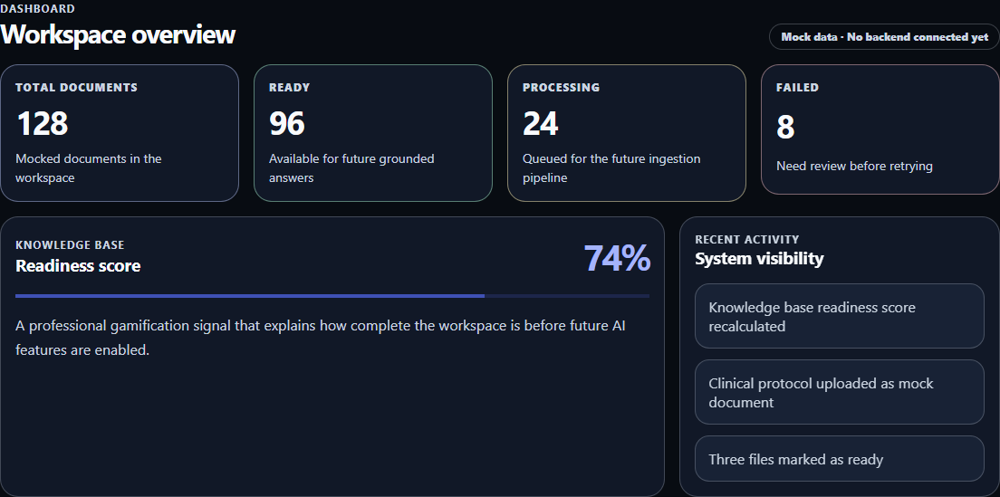 DASHBOARD
Workspace overview
Mock data · No backend connected yet
TOTAL DOCUMENTS
128
Mocked documents in the
workspace
READY
96
Available for future grounded
answers
PROCESSING
24
Queued for the future ingestion
pipeline
FAILED
8
Need review before retrying
KNOWLEDGE BASE
Readiness score
74%
A professional gamification signal that explains how complete the workspace is before future AI
features are enabled.
RECENT ACTIVITY
System visibility
Knowledge base readiness score
recalculated
Clinical protocol uploaded as mock
document
Three files marked as ready